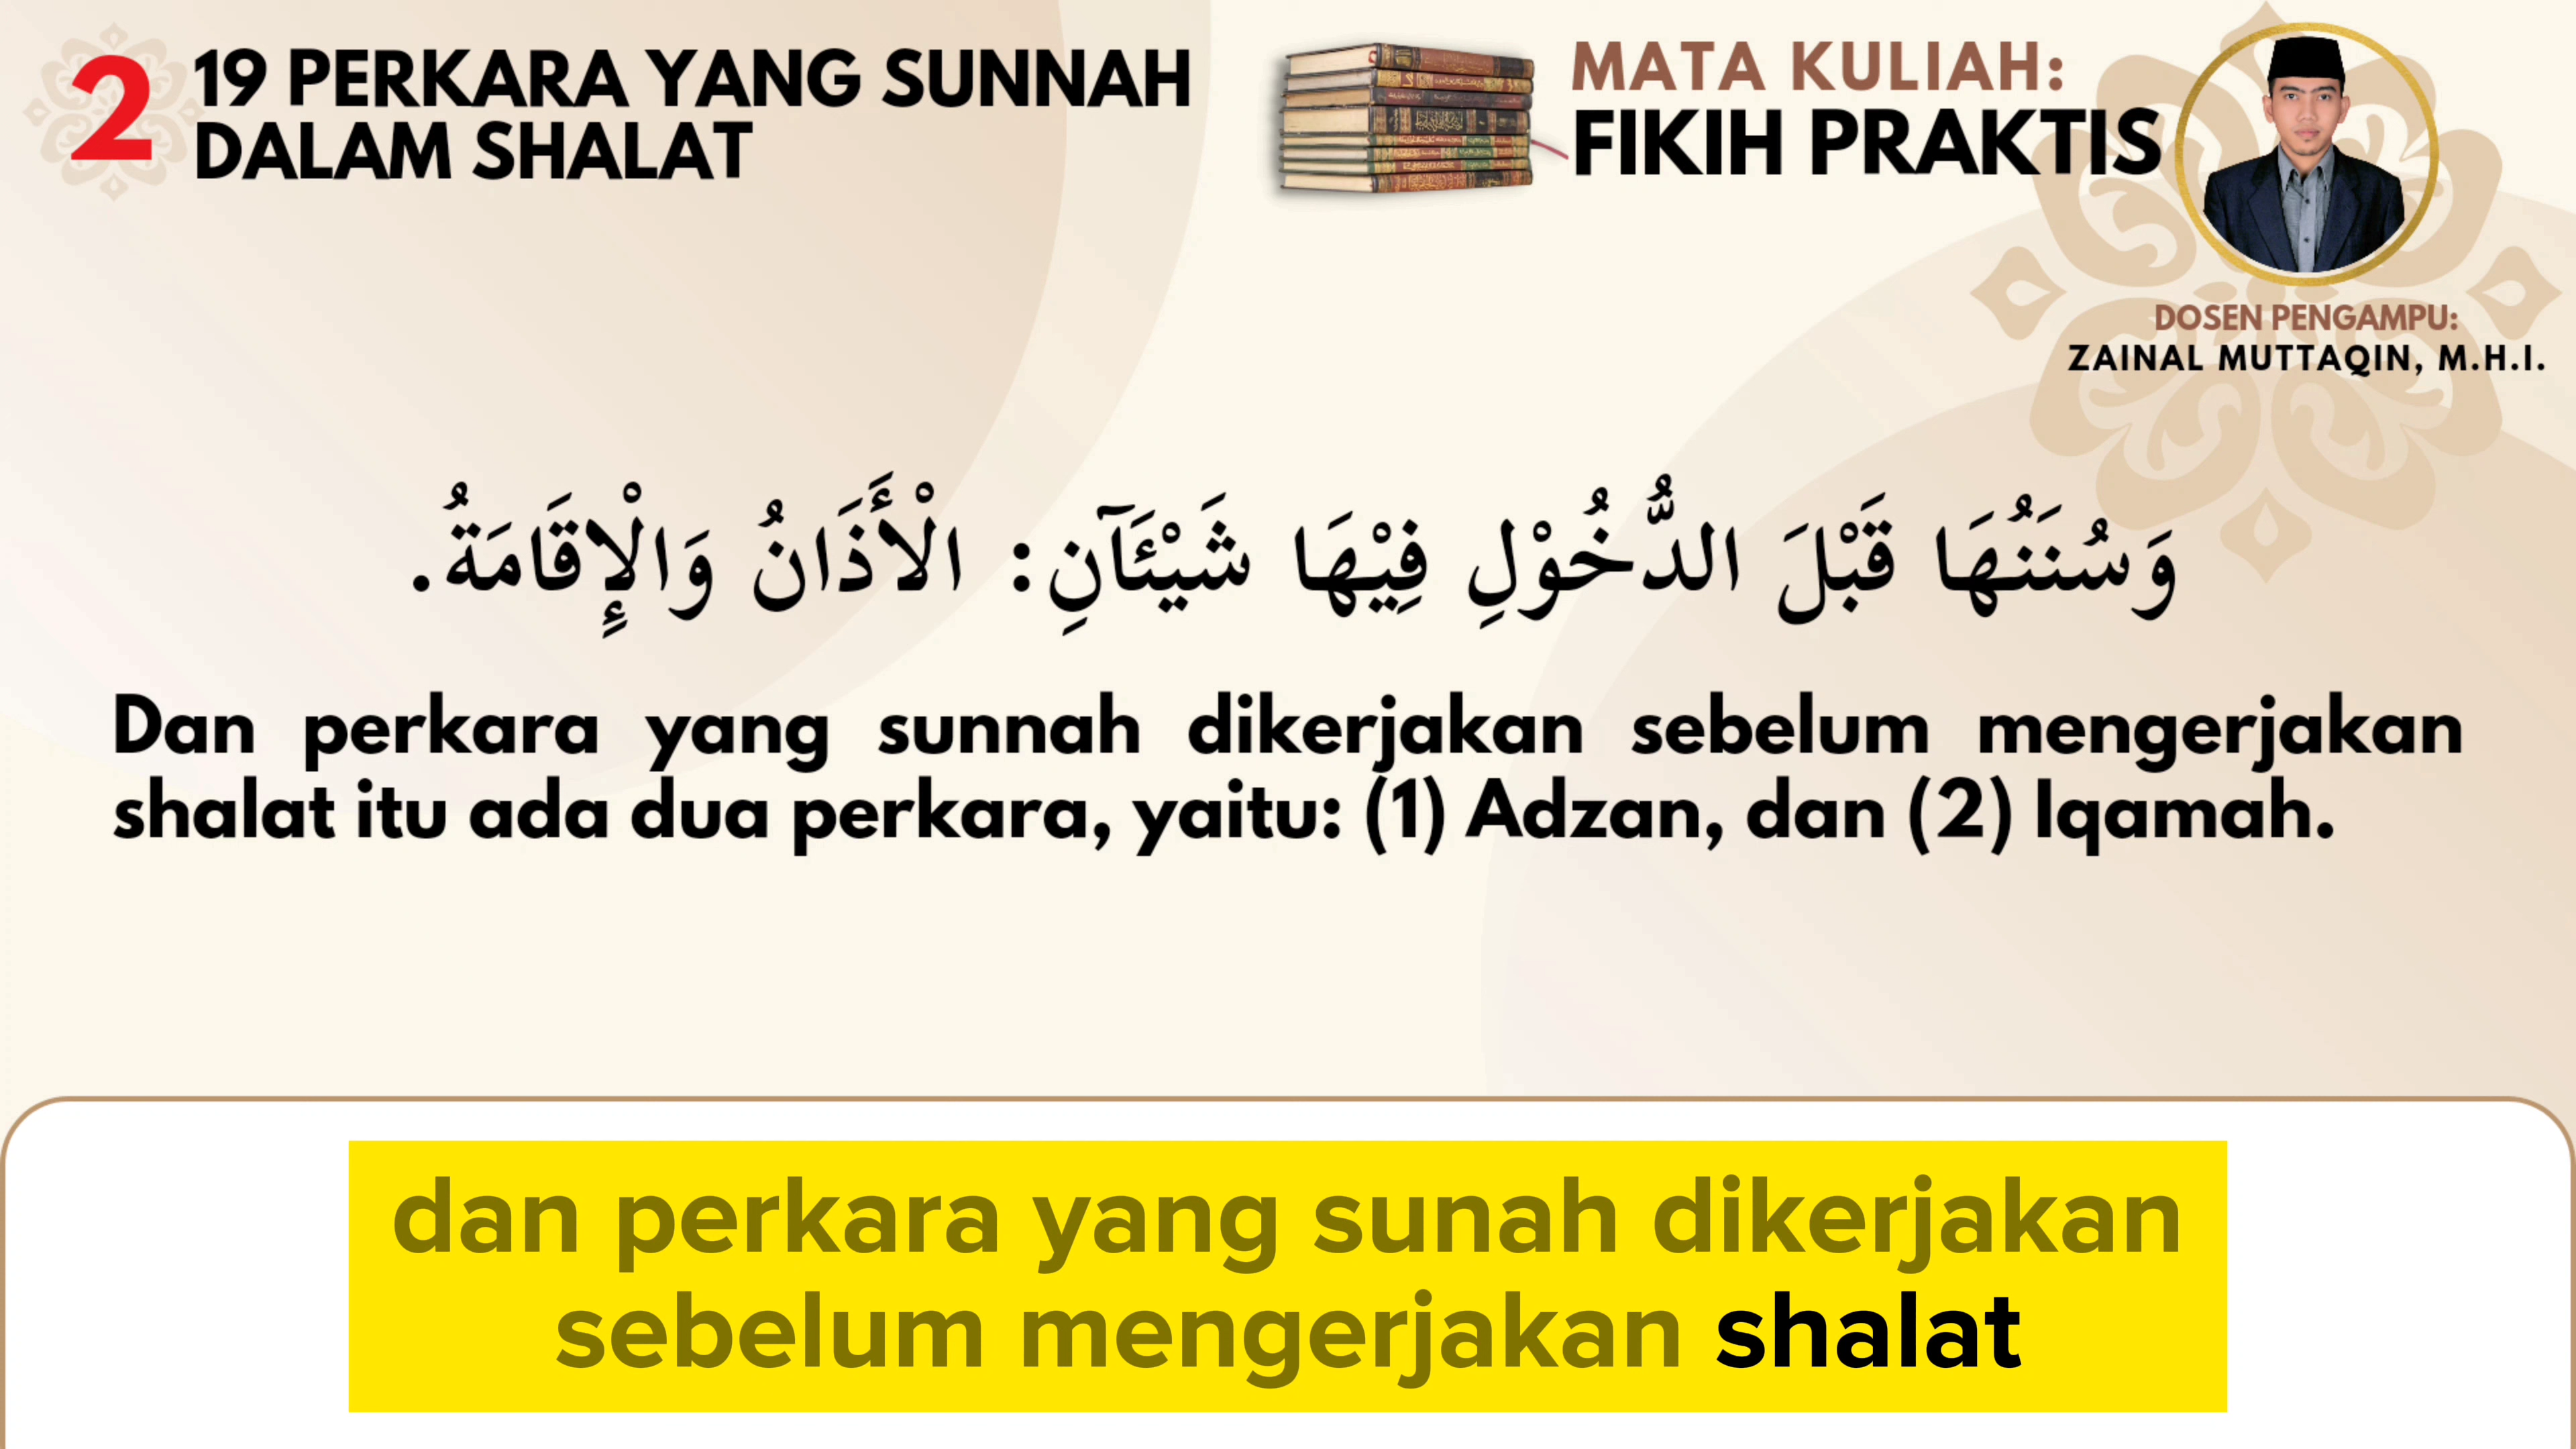 2
19 PERKARA YANG SUNNAH
DALAM SHALAT
MATA KULIAH:
FIKIH PRAKTIS
DOSEN PENGAMPU:
ZAINAL MUTTAQIN, M.H.I.
وَسُنَنُهَا قَبْلَ الدُّخُوْلِ فِيْهَا شَيْئَآنِ: الْأَذَانُ وَالْإِقَامَةُ.
Dan perkara yang sunnah dikerjakan sebelum mengerjakan
shalat itu ada dua perkara, yaitu: (1) Adzan, dan (2) Iqamah.
dan perkara yang sunah dikerjakan
sebelum mengerjakan shalat